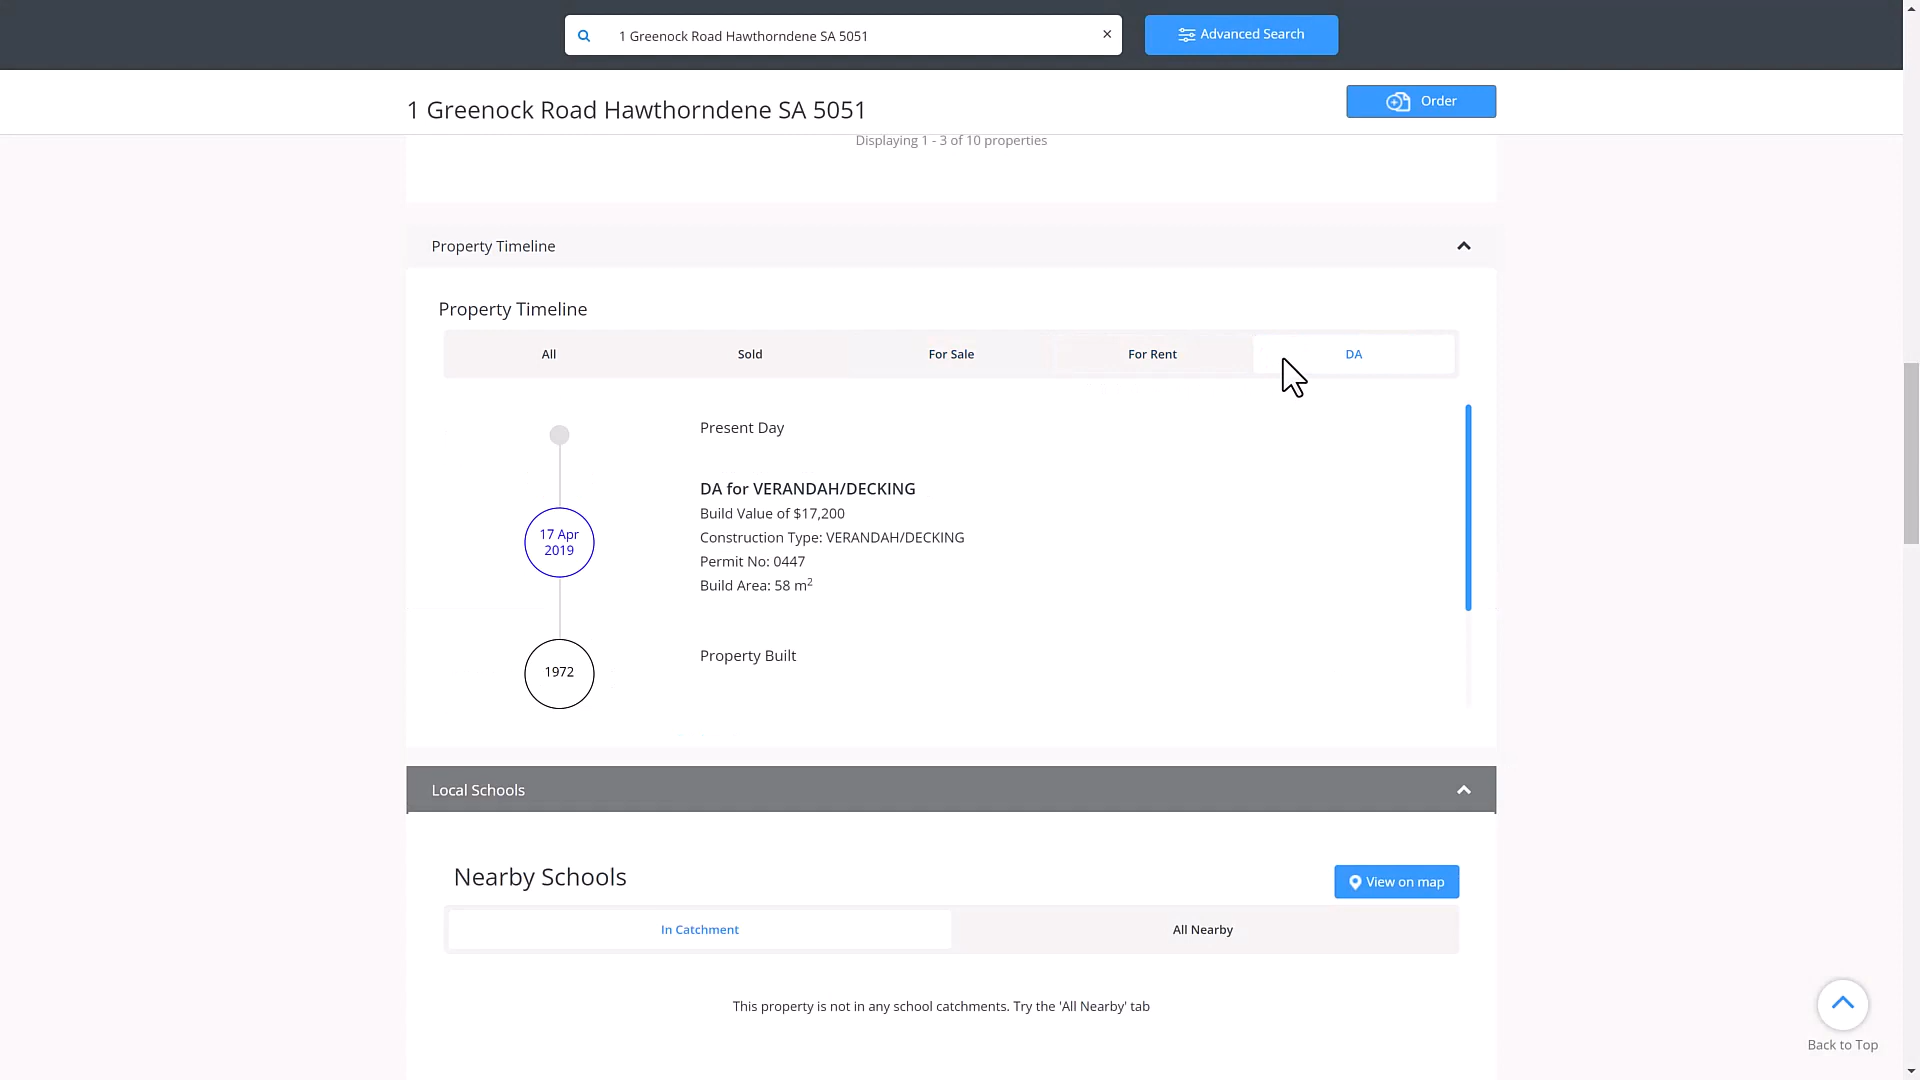 1 Greenock Road Hawthorndene SA 5051
×
Advanced Search
1 Greenock Road Hawthorndene SA 5051
Order
Displaying 1 - 3 of 10 properties
Property Timeline
Property Timeline
All
Sold
For Sale
For Rent
DA
Present Day
17 Apr
2019
DA for VERANDAH/DECKING
Build Value of $17,200
Construction Type: VERANDAH/DECKING
Permit No: 0447
Build Area: 58 m²
1972
Property Built
Local Schools
Nearby Schools
View on map
In Catchment
All Nearby
This property is not in any school catchments. Try the 'All Nearby' tab
Back to Top